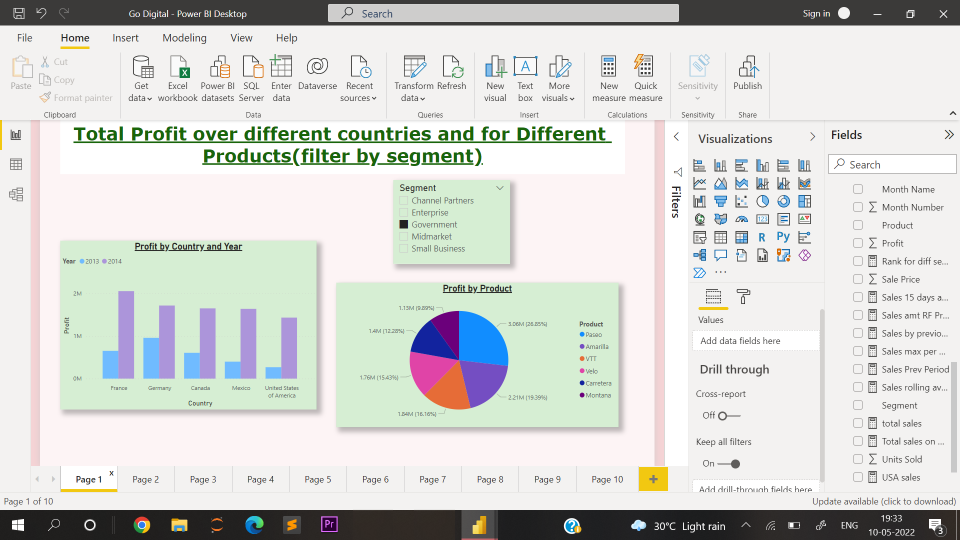 Go Digital - Power BI Desktop
Search
Sign in
File Home Insert Modeling View Help
Paste
Cut
Copy
Format painter
Clipboard
Get data
Excel workbook
Power BI datasets
SQL Server
Enter data
Dataverse
Recent sources
Data
Transform data
Refresh
Queries
New visual
Text box
More visuals
Insert
New measure
Quick measure
Calculations
Sensitivity
Sensitivity
Publish
Share
Total Profit over different countries and for Different
Products(filter by segment)
Segment
Channel Partners
Enterprise
Government
Midmarket
Small Business
Profit by Country and Year
Year 2013 2014
2M
1M
0M
Profit
France Germany Canada Mexico United States of America
Country
Profit by Product
1.13M (9.89%)
1.4M (12.28%)
1.76M (15.43%)
1.84M (16.16%)
2.21M (19.39%)
3.06M (26.85%)
Product
Paseo
Amarilla
VTT
Velo
Carretera
Montana
Filters
Visualizations
R Py
123
Values
Add data fields here
Drill through
Cross-report
Off
Keep all filters
On
Add drill-through fields here
Fields
Search
Month Name
Month Number
Product
Profit
Rank for diff se...
Sale Price
Sales 15 days a...
Sales amt RF Pr...
Sales by previo...
Sales max per ...
Sales Prev Period
Sales rolling av...
Segment
total sales
Total sales on ...
Units Sold
USA sales
Page 1 x Page 2 Page 3 Page 4 Page 5 Page 6 Page 7 Page 8 Page 9 Page 10 +
Page 1 of 10
Update available (click to download)
Pr
30°C Light rain
ENG
19:33
10-05-2022
3